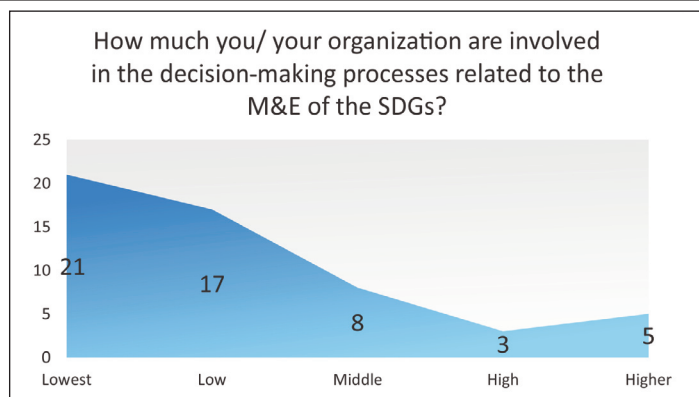 How much you/ your organization are involved
in the decision-making processes related to the
M&E of the SDGs?
25
20
15
10
5
0
21
17
8
3
5
Lowest Low Middle High Higher